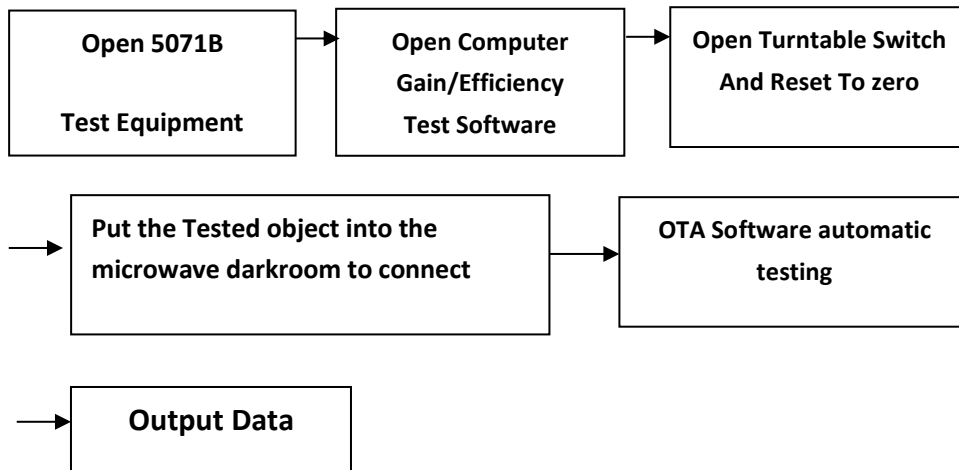 Open 5071B
Test Equipment
Open Computer
Gain/Efficiency
Test Software
Open Turntable Switch
And Reset To zero
Put the Tested object into the
microwave darkroom to connect
OTA Software automatic
testing
Output Data